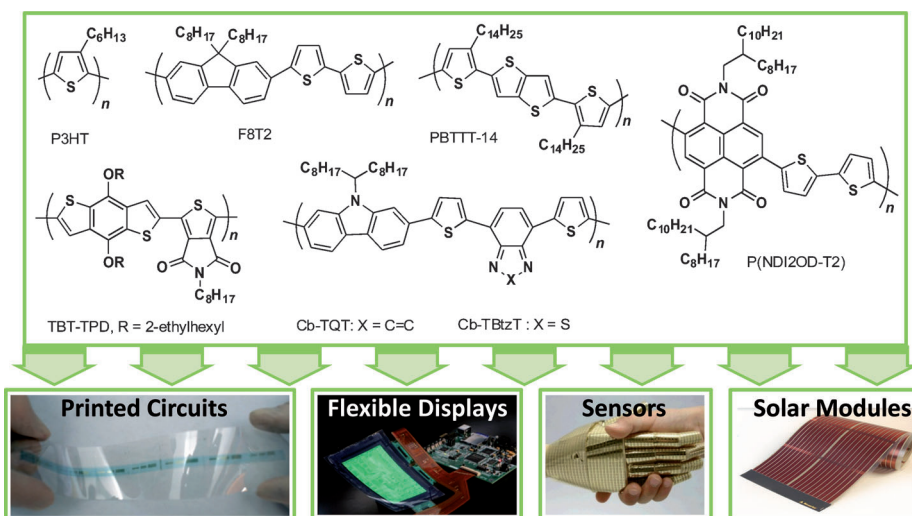 C₆H₁₃
S
n
P3HT
C₈H₁₇ C₈H₁₇
S
S
n
F8T2
C₁₄H₂₅
S
S
S
S
n
C₁₄H₂₅
PBTTT-14
C₁₀H₂₁
C₈H₁₇
O N O
S
S
n
O N O
C₁₀H₂₁
C₈H₁₇
P(NDI2OD-T2)
OR
S
S
S
n
OR
O N O
C₈H₁₇
TBT-TPD, R = 2-ethylhexyl
C₈H₁₇ C₈H₁₇
N
S
S
n
N N
X
Cb-TQT: X = C=C Cb-TBtzT : X = S
Printed Circuits
Flexible Displays
Sensors
Solar Modules